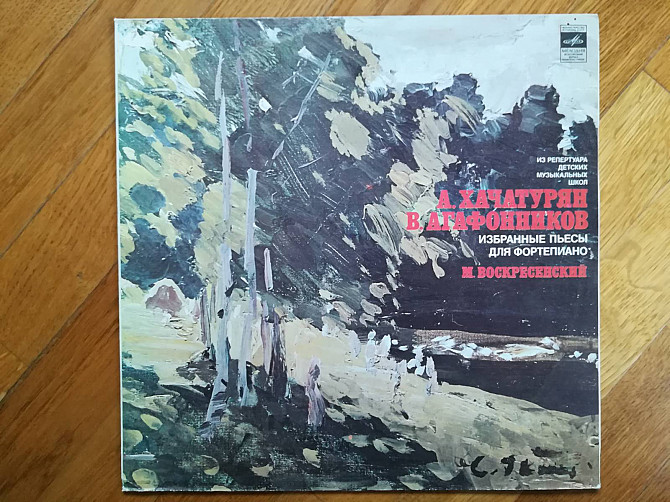 ИЗ РЕПЕРТУАРА
ДЕТСКИХ
МУЗЫКАЛЬНЫХ
ШКОЛ
А. ХАЧАТУРЯН
В. АГАФОННИКОВ
ИЗБРАННЫЕ ПЬЕСЫ
ДЛЯ ФОРТЕПИАНО
М. ВОСКРЕСЕНСКИЙ